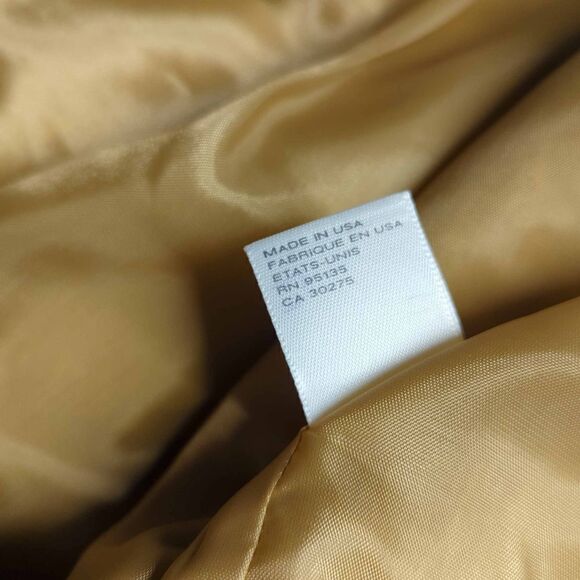 MADE IN USA
FABRIQUE EN USA
ETATS-UNIS
RN 95135
CA 30275